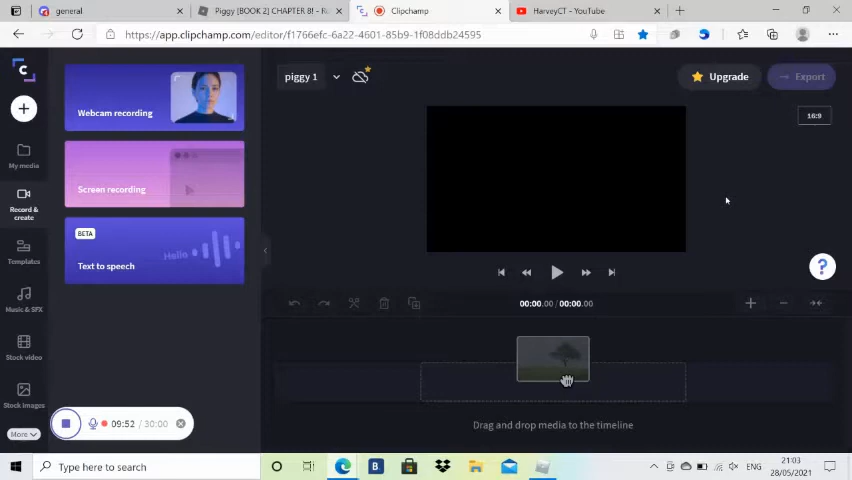 general
Piggy [BOOK 2] CHAPTER 8! - Ro
Clipchamp
HarveyCT - YouTube
https://app.clipchamp.com/editor/f1766efc-6a22-4601-85b9-1f08ddb24595
Webcam recording
piggy 1
Upgrade
Export
16:9
My media
Screen recording
Record &
create
BETA
Hello
Text to speech
Templates
?
Music & SFX
00:00.00 / 00:00.00
Stock video
Stock images
09:52 / 30:00
Drag and drop media to the timeline
More
Type here to search
B
ENG
21:03
28/05/2021